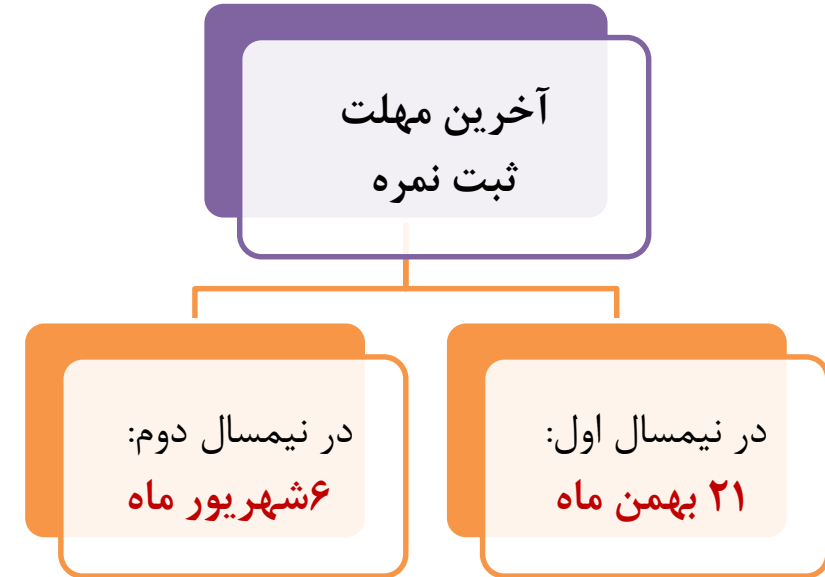 آخرین مهلت
ثبت نمره
در نیمسال اول:
۲۱ بهمن ماه
در نیمسال دوم:
۶شهریور ماه